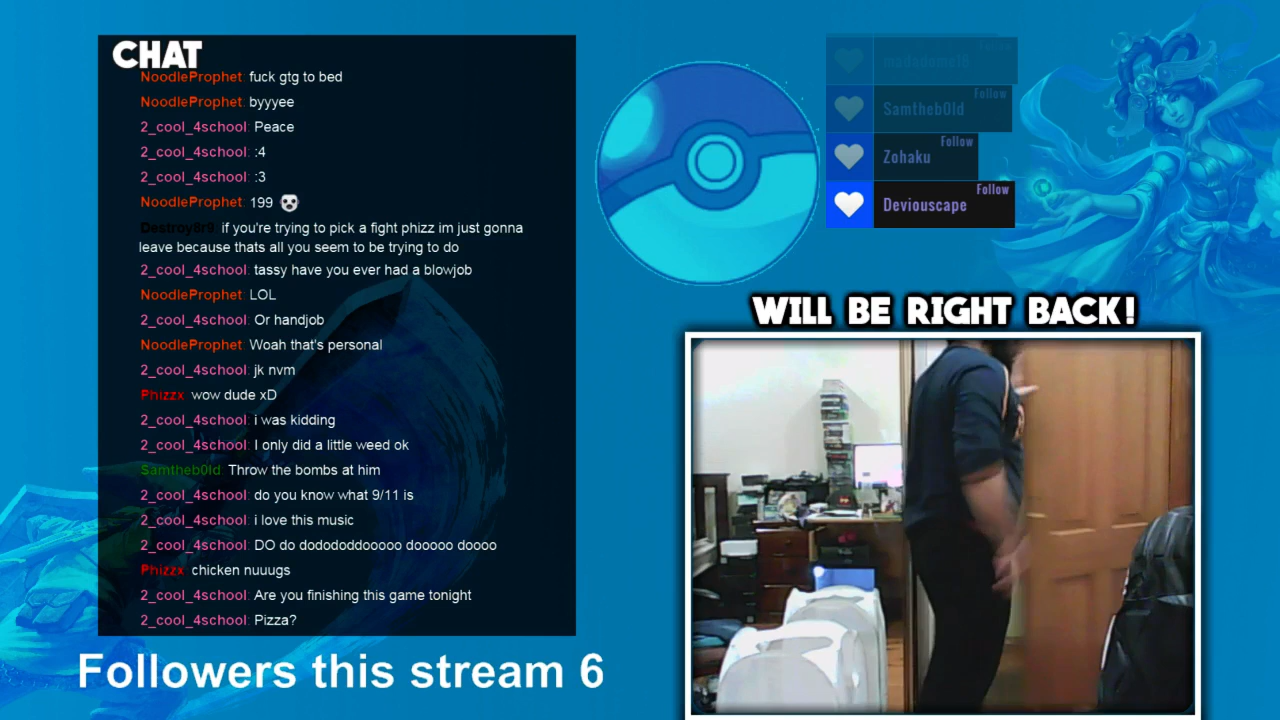 CHAT
NoodleProphet: fuck gtg to bed
NoodleProphet: byyyee
2_cool_4school: Peace
2_cool_4school: :4
2_cool_4school: :3
NoodleProphet: 199
Destroy8r9: if you're trying to pick a fight phizz im just gonna
leave because thats all you seem to be trying to do
2_cool_4school: tassy have you ever had a blowjob
NoodleProphet: LOL
2_cool_4school: Or handjob
NoodleProphet: Woah that's personal
2_cool_4school: jk nvm
Phizzx: wow dude xD
2_cool_4school: i was kidding
2_cool_4school: I only did a little weed ok
Samtheb0ld: Throw the bombs at him
2_cool_4school: do you know what 9/11 is
2_cool_4school: i love this music
2_cool_4school: DO do dodododdooooo dooooo doooo
Phizzx: chicken nuuugs
2_cool_4school: Are you finishing this game tonight
2_cool_4school: Pizza?
Followers this stream 6
Follow
Follow
Samtheb0ld
Follow
Zohaku
Follow
Deviouscape
WILL BE RIGHT BACK!